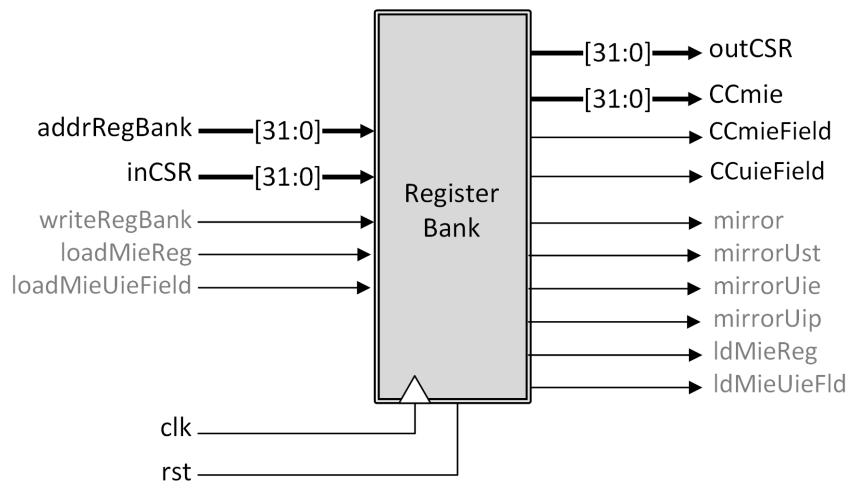 [31:0] outCSR
[31:0] CCmie
addrRegBank [31:0]
CCmieField
inCSR [31:0]
CCuieField
Register
Bank
writeRegBank
mirror
loadMieReg
mirrorUst
loadMieUieField
mirrorUie
mirrorUip
ldMieReg
ldMieUieFld
clk
rst